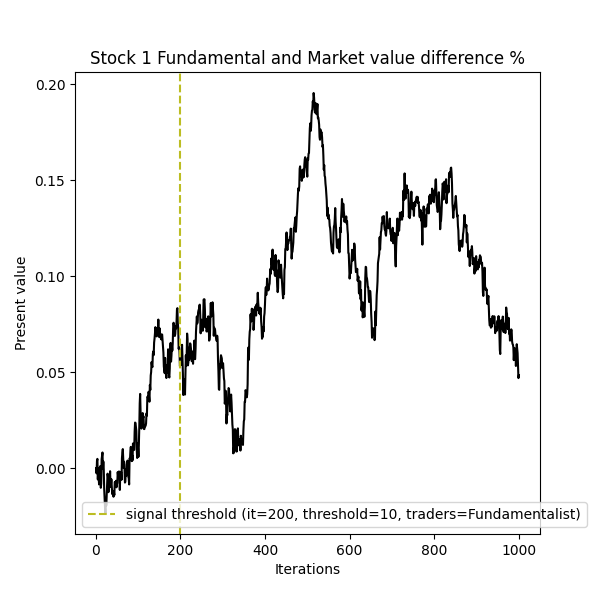 Stock 1 Fundamental and Market value difference %
Present value
0.20
0.15
0.10
0.05
0.00
signal threshold (it=200, threshold=10, traders=Fundamentalist)
0 200 400 600 800 1000
Iterations